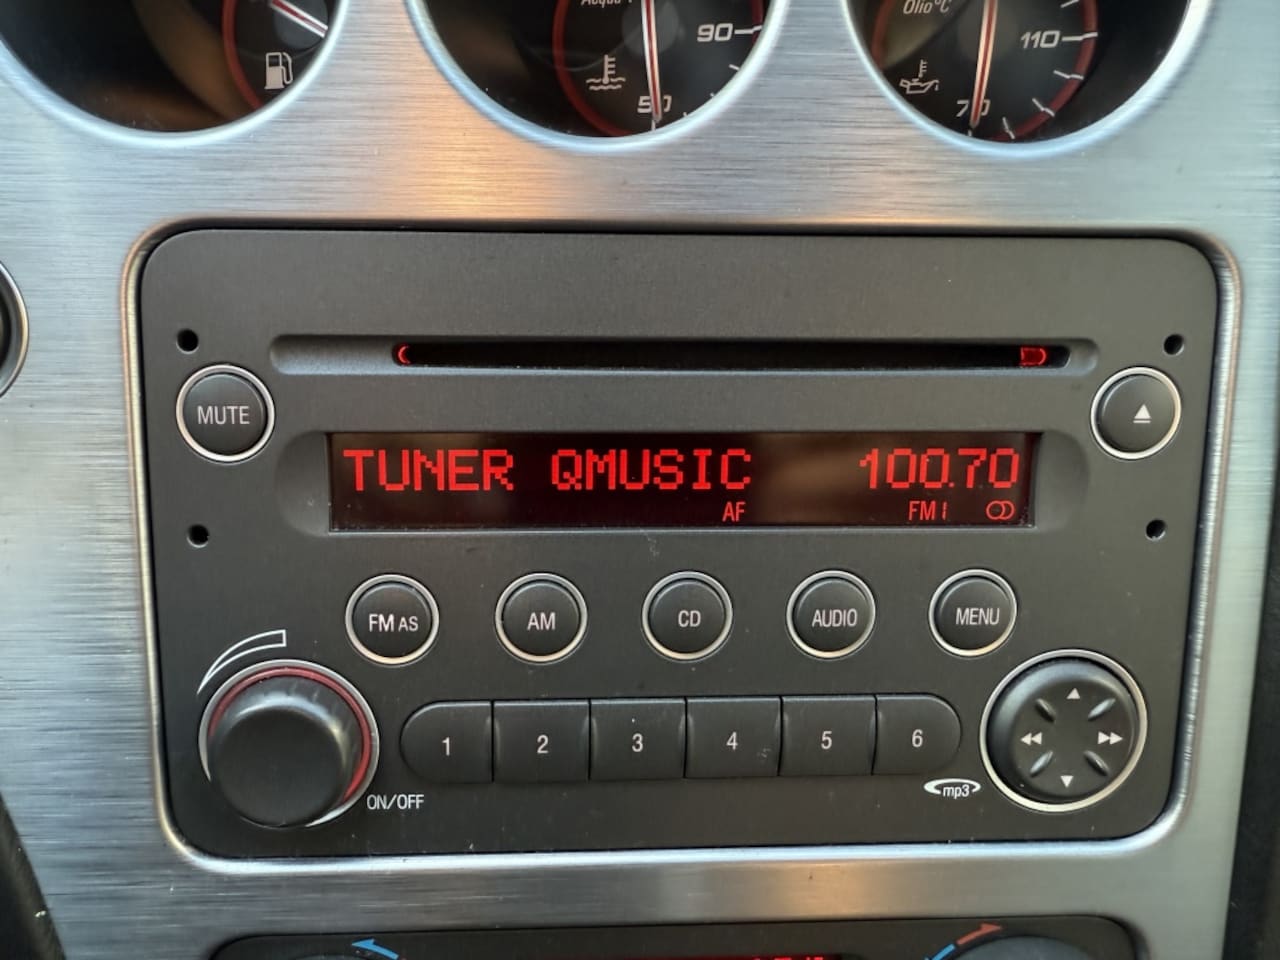 Olio°C
90
110
50
70
MUTE
TUNER QMUSIC 100.70
AF FM1
FM AS AM CD AUDIO MENU
1 2 3 4 5 6
ON/OFF
mp3